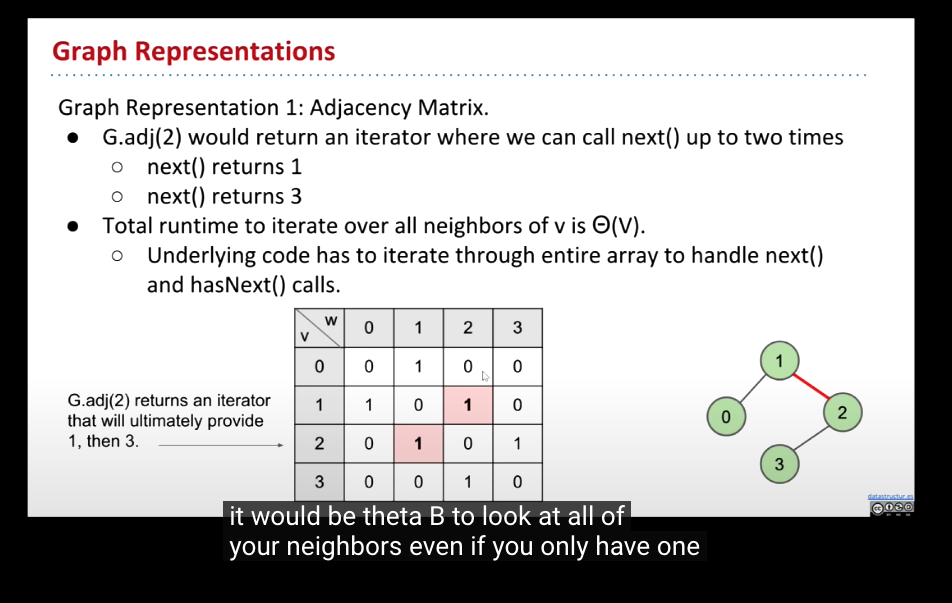 Graph Representations
Graph Representation 1: Adjacency Matrix.
● G.adj(2) would return an iterator where we can call next() up to two times
○ next() returns 1
○ next() returns 3
● Total runtime to iterate over all neighbors of v is Θ(V).
○ Underlying code has to iterate through entire array to handle next()
and hasNext() calls.
G.adj(2) returns an iterator
that will ultimately provide
1, then 3.
w
v
0 1 2 3
0 0 1 0 0
1 1 0 1 0
2 0 1 0 1
3 0 0 1 0
1
0
2
3
datastructur.es
it would be theta B to look at all of
your neighbors even if you only have one